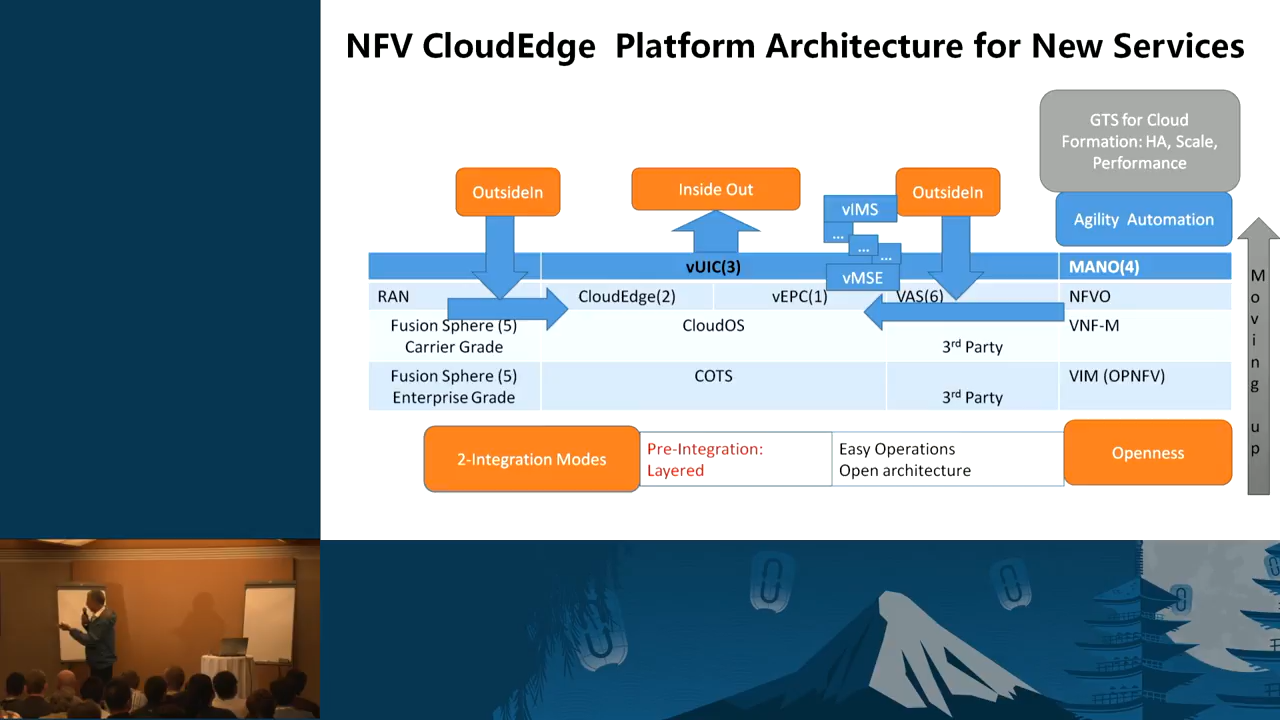 NFV CloudEdge Platform Architecture for New Services
GTS for Cloud
Formation: HA, Scale,
Performance
OutsideIn
Inside Out
OutsideIn
vIMS
Agility Automation
...
...
...
vMSE
vUIC(3)
MANO(4)
RAN
CloudEdge(2)
vEPC(1)
VAS(6)
NFVO
Fusion Sphere (5)
Carrier Grade
CloudOS
3rd Party
VNF-M
Fusion Sphere (5)
Enterprise Grade
COTS
3rd Party
VIM (OPNFV)
2-Integration Modes
Pre-Integration:
Layered
Easy Operations
Open architecture
Openness
Moving up